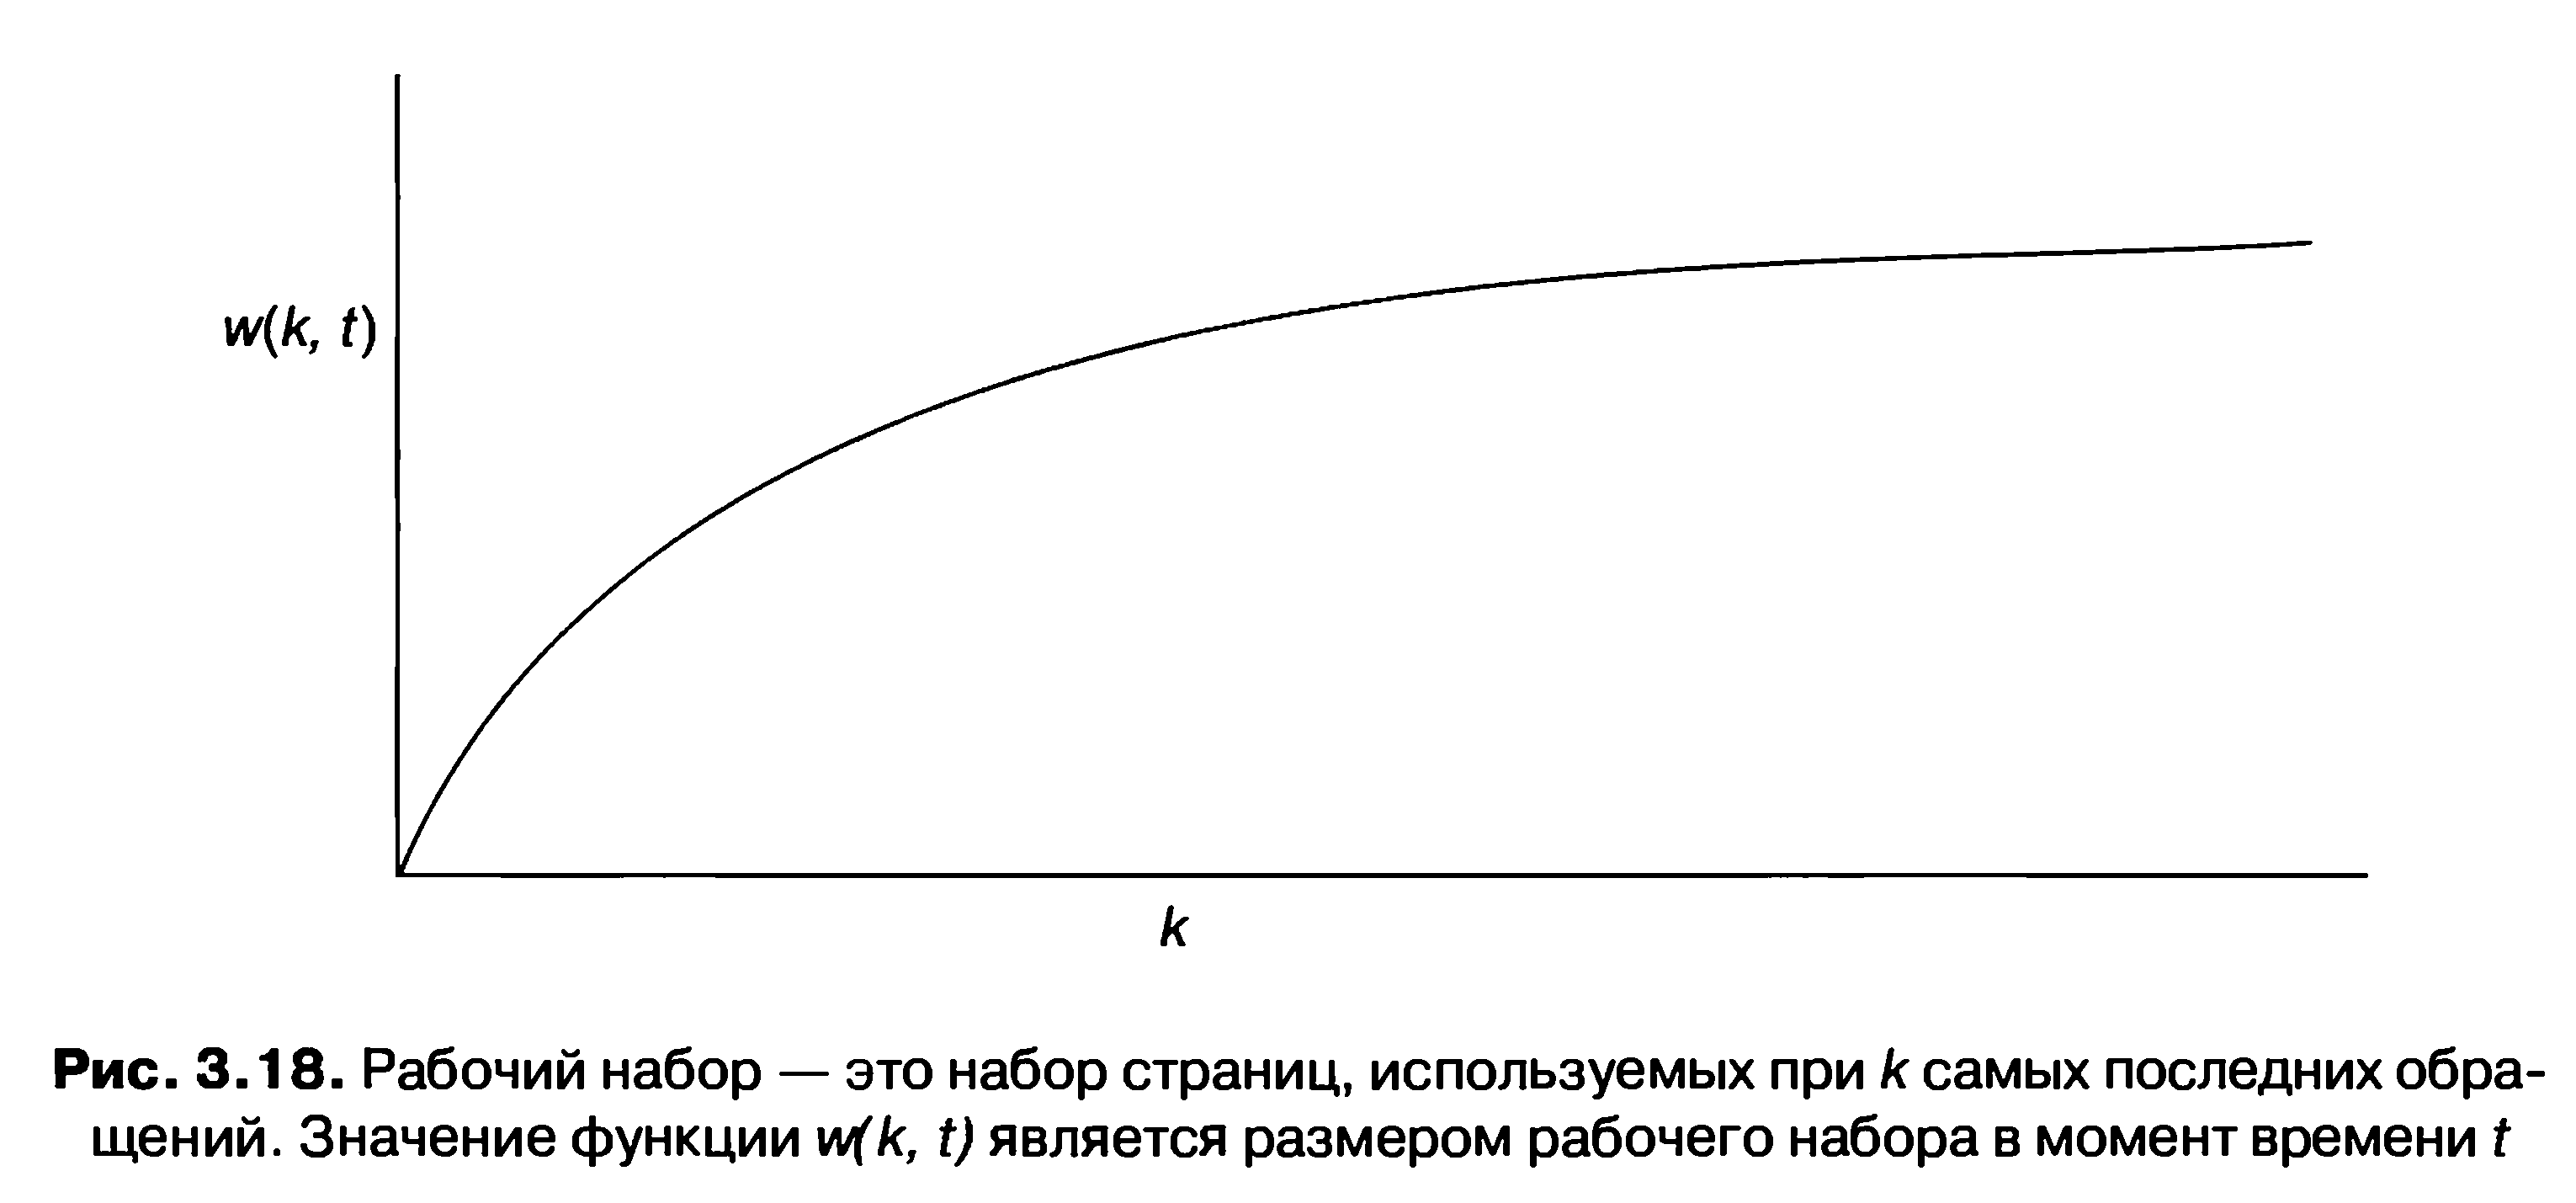 w(k, t)
k
Рис. 3.18. Рабочий набор — это набор страниц, используемых при k самых последних обра-
щений. Значение функции w(k, t) является размером рабочего набора в момент времени t